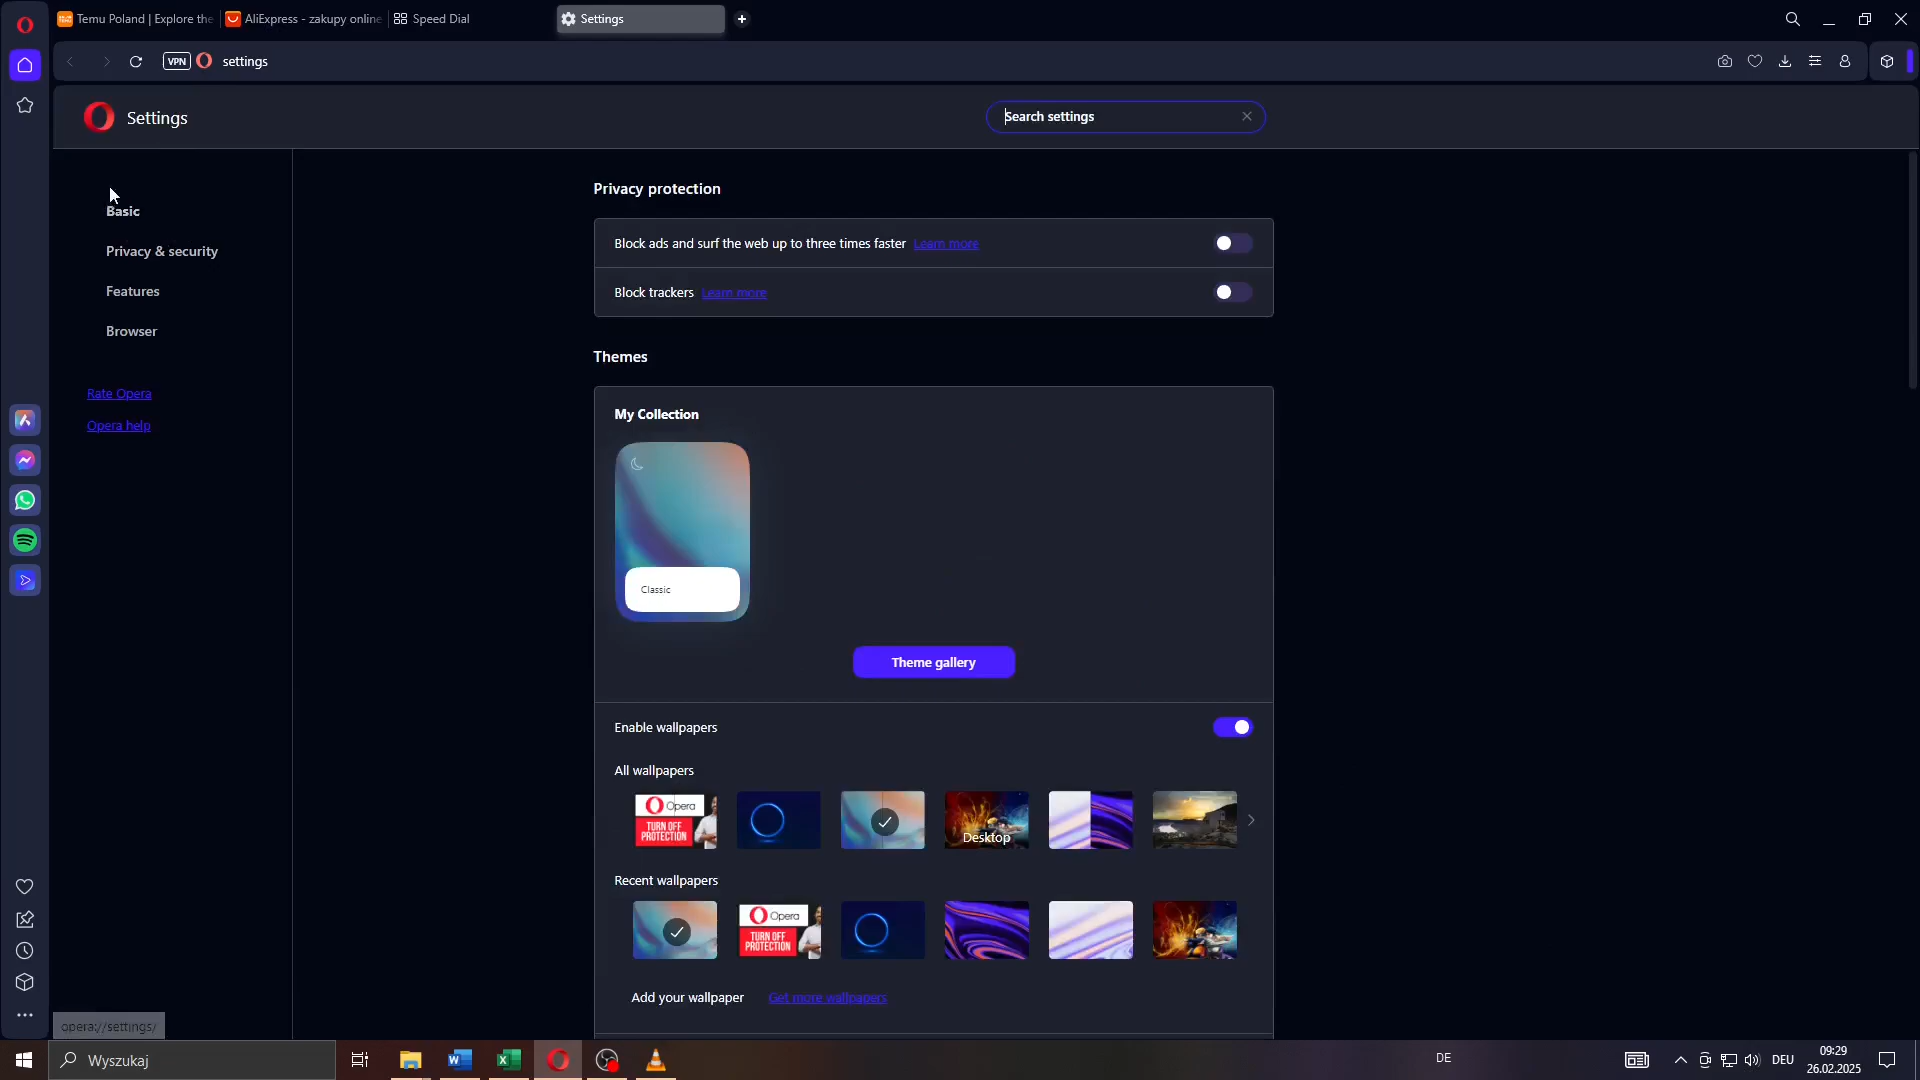 Temu Poland | Explore the
AliExpress - zakupy online
Speed Dial
Settings
VPN
settings
Settings
Search settings
Basic
Privacy & security
Features
Browser
Rate Opera
Opera help
Privacy protection
Block ads and surf the web up to three times faster Learn more
Block trackers Learn more
Themes
My Collection
Classic
Theme gallery
Enable wallpapers
All wallpapers
Opera
TURN OFF
PROTECTION
Desktop
Recent wallpapers
Opera
TURN OFF
PROTECTION
Add your wallpaper
Get more wallpapers
opera://settings/
Wyszukaj
DE
DEU
09:29
26.02.2025